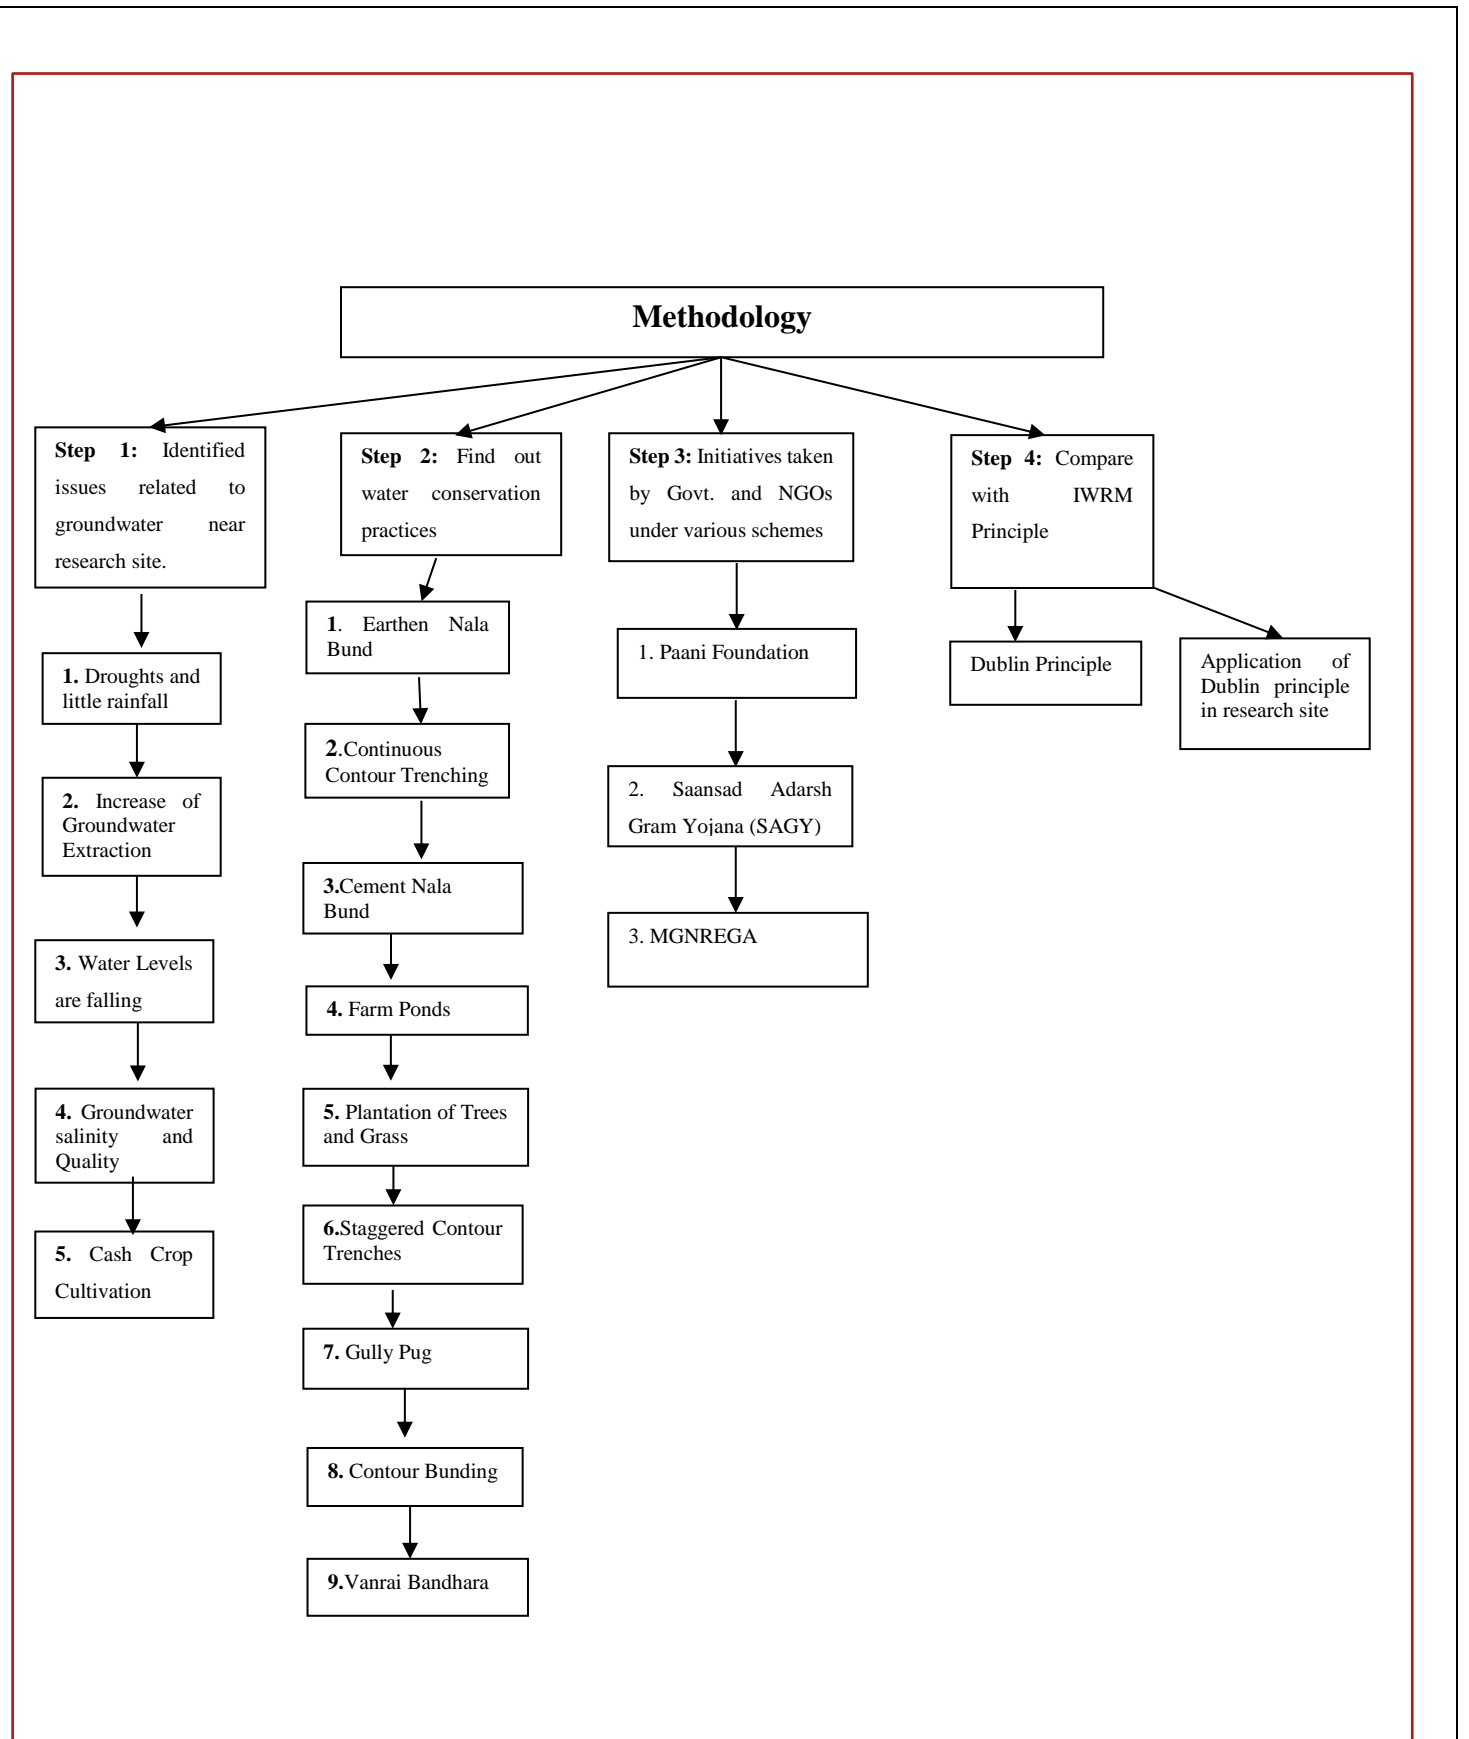 Methodology
Step 1: Identified
issues related to
groundwater near
research site.
1. Droughts and
little rainfall
2. Increase of
Groundwater
Extraction
3. Water Levels
are falling
4. Groundwater
salinity and
Quality
5. Cash Crop
Cultivation
Step 2: Find out
water conservation
practices
1. Earthen Nala
Bund
2.Continuous
Contour Trenching
3.Cement Nala
Bund
4. Farm Ponds
5. Plantation of Trees
and Grass
6.Staggered Contour
Trenches
7. Gully Pug
8. Contour Bunding
9.Vanrai Bandhara
Step 3: Initiatives taken
by Govt. and NGOs
under various schemes
1. Paani Foundation
2. Saansad Adarsh
Gram Yojana (SAGY)
3. MGNREGA
Step 4: Compare
with IWRM
Principle
Dublin Principle
Application of
Dublin principle
in research site